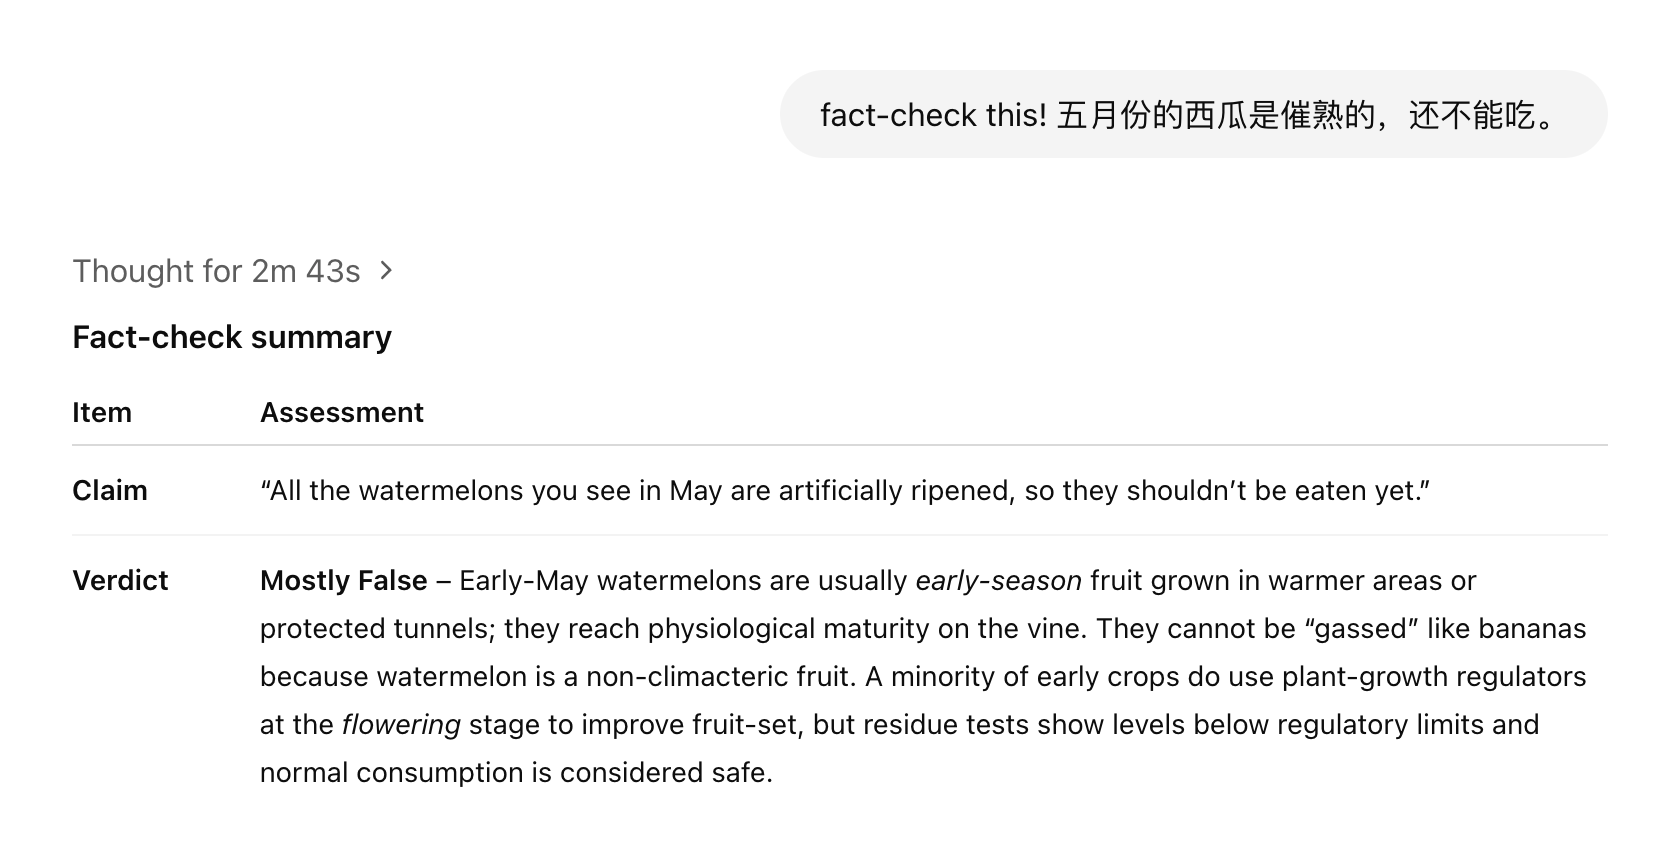 fact-check this! 五月份的西瓜是催熟的，还不能吃。
Thought for 2m 43s >
Fact-check summary
Item Assessment
Claim “All the watermelons you see in May are artificially ripened, so they shouldn’t be eaten yet.”
Verdict Mostly False – Early-May watermelons are usually early-season fruit grown in warmer areas or
protected tunnels; they reach physiological maturity on the vine. They cannot be “gassed” like bananas
because watermelon is a non-climacteric fruit. A minority of early crops do use plant-growth regulators
at the flowering stage to improve fruit-set, but residue tests show levels below regulatory limits and
normal consumption is considered safe.